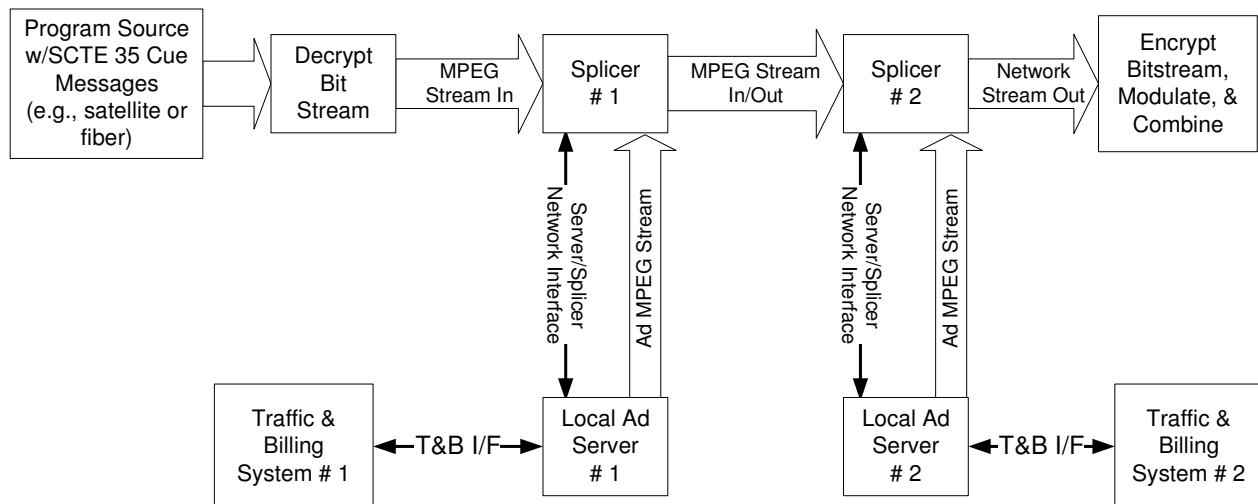 Program Source
w/SCTE 35 Cue
Messages
(e.g., satellite or
fiber)
Decrypt
Bit
Stream
MPEG
Stream In
Splicer
# 1
MPEG Stream
In/Out
Splicer
# 2
Network
Stream Out
Encrypt
Bitstream,
Modulate, &
Combine
Server/Splicer
Network Interface
Ad MPEG Stream
Server/Splicer
Network Interface
Ad MPEG Stream
Traffic &
Billing
System # 1
T&B I/F
Local Ad
Server
# 1
Local Ad
Server
# 2
T&B I/F
Traffic &
Billing
System # 2